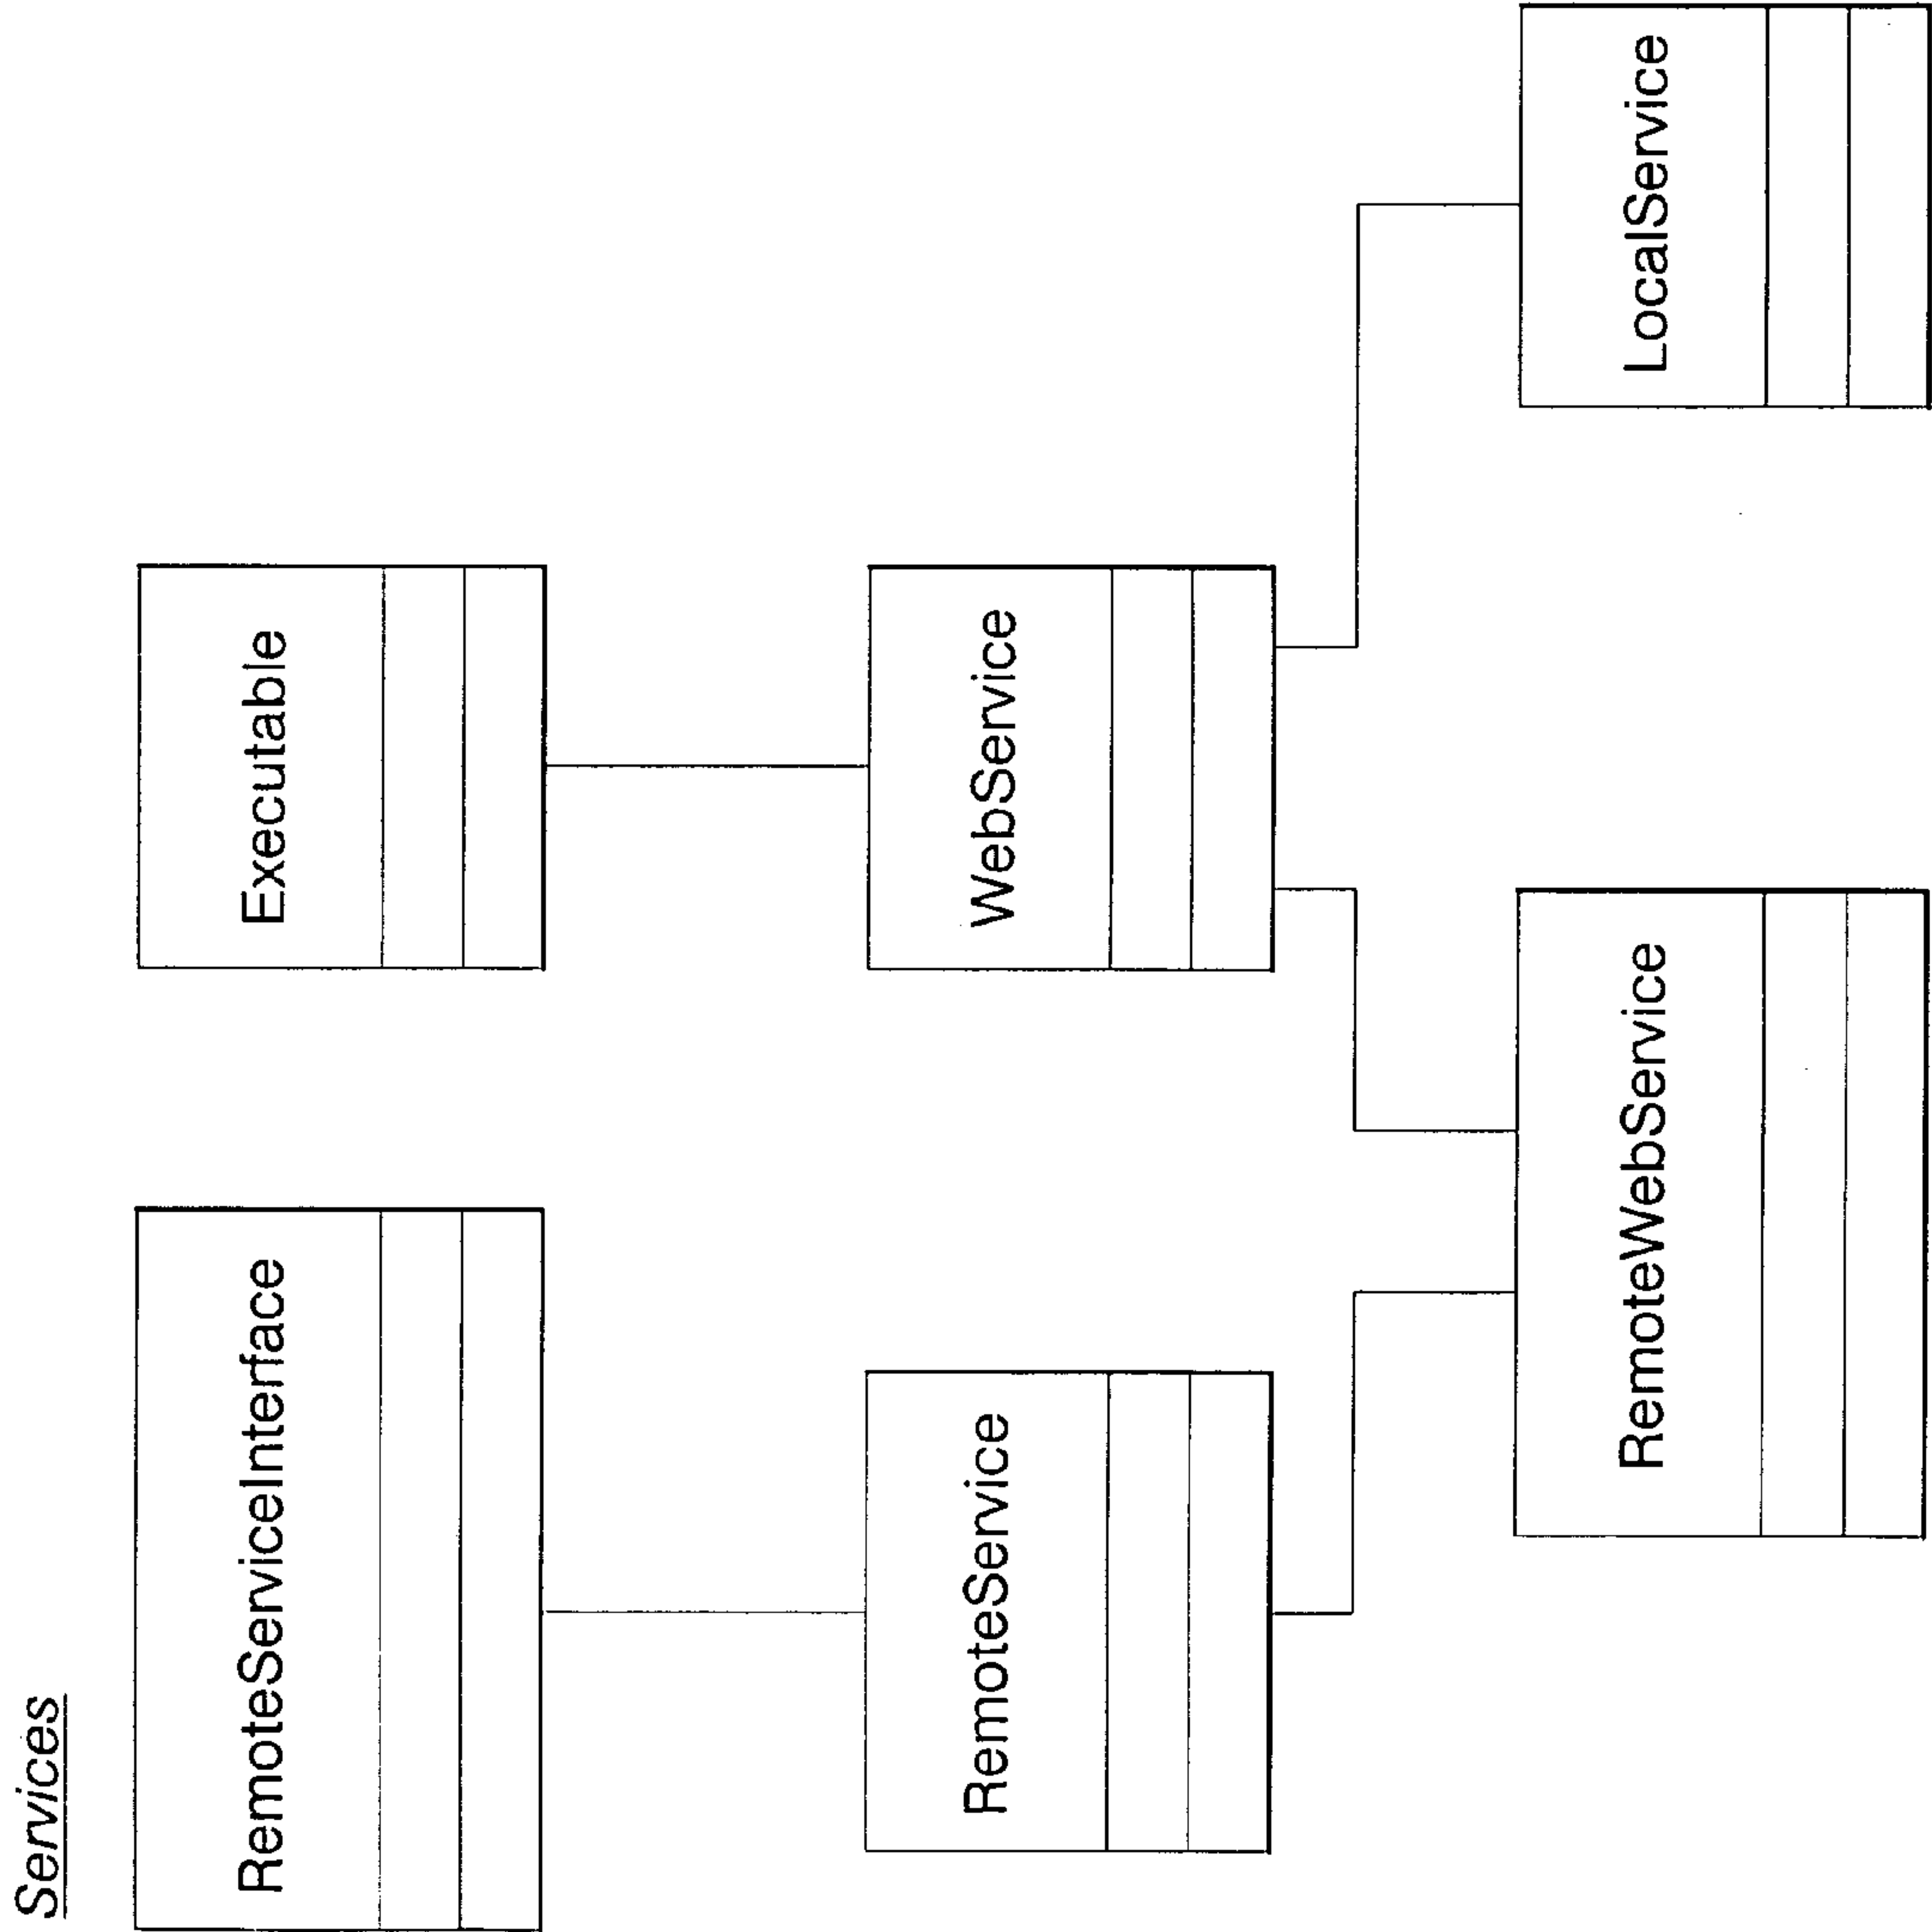 Services
RemoteServiceInterface
Executable
RemoteService
WebService
RemoteWebService
LocalService